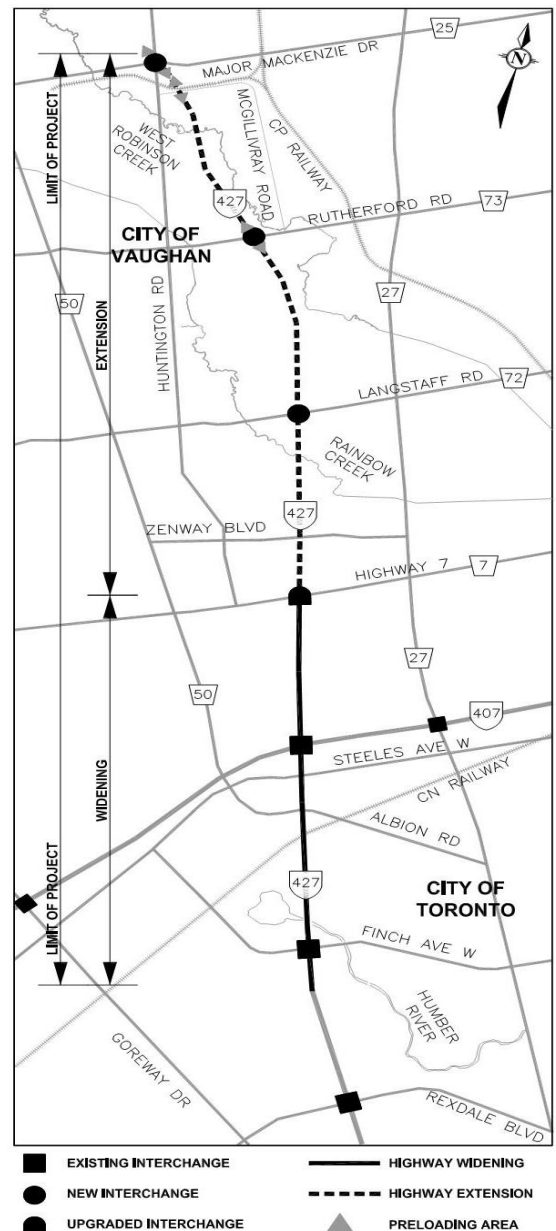 25
MAJOR MACKENZIE DR
N
LIMIT OF PROJECT
WEST
ROBINSON
CREEK
MCGILLIVRAY ROAD
CP RAILWAY
427
RUTHERFORD RD
73
CITY OF
VAUGHAN
50
EXTENSION
HUNTINGTON RD
27
LANGSTAFF RD
72
RAINBOW
CREEK
427
ZENWAY BLVD
HIGHWAY 7
7
27
50
407
STEELES AVE W
CN RAILWAY
WIDENING
ALBION RD
LIMIT OF PROJECT
427
CITY OF
TORONTO
FINCH AVE W
HUMBER
RIVER
GOREWAY DR
REXDALE BLVD
EXISTING INTERCHANGE
HIGHWAY WIDENING
NEW INTERCHANGE
HIGHWAY EXTENSION
UPGRADED INTERCHANGE
PRELOADING AREA